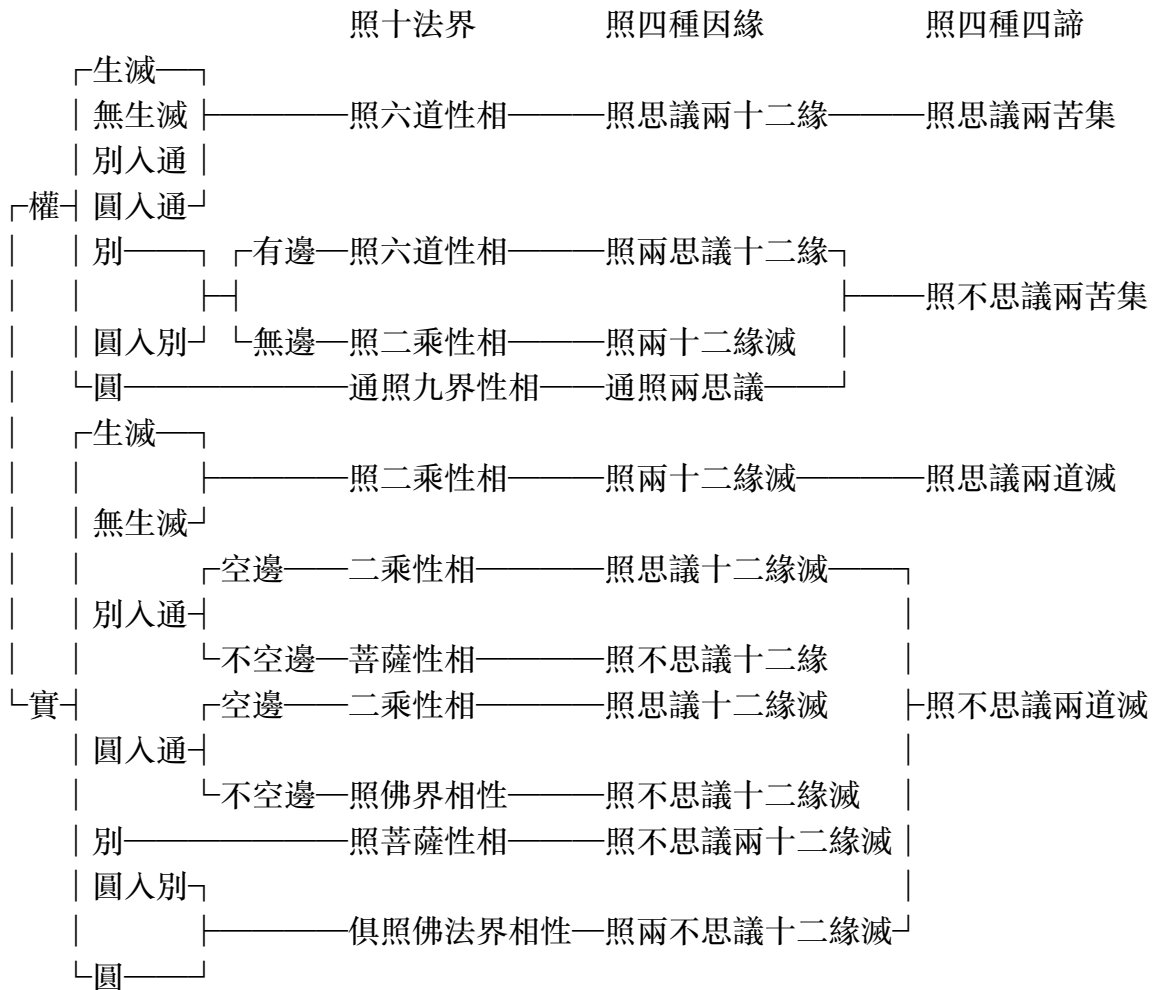 照十法界 照四種因緣 照四種四諦
生滅
無生滅 照六道性相 照思議兩十二緣 照思議兩苦集
別入通
權 圓入通
別 有邊 照六道性相 照兩思議十二緣
照不思議兩苦集
圓入別 無邊 照二乘性相 照兩十二緣滅
圓 通照九界性相 通照兩思議
生滅
照二乘性相 照兩十二緣滅 照思議兩道滅
無生滅
空邊 二乘性相 照思議十二緣滅
別入通
不空邊 菩薩性相 照不思議十二緣
實 空邊 二乘性相 照思議十二緣滅 照不思議兩道滅
圓入通
不空邊 照佛界相性 照不思議十二緣滅
別 照菩薩性相 照不思議兩十二緣滅
圓入別
俱照佛法界相性 照兩不思議十二緣滅
圓